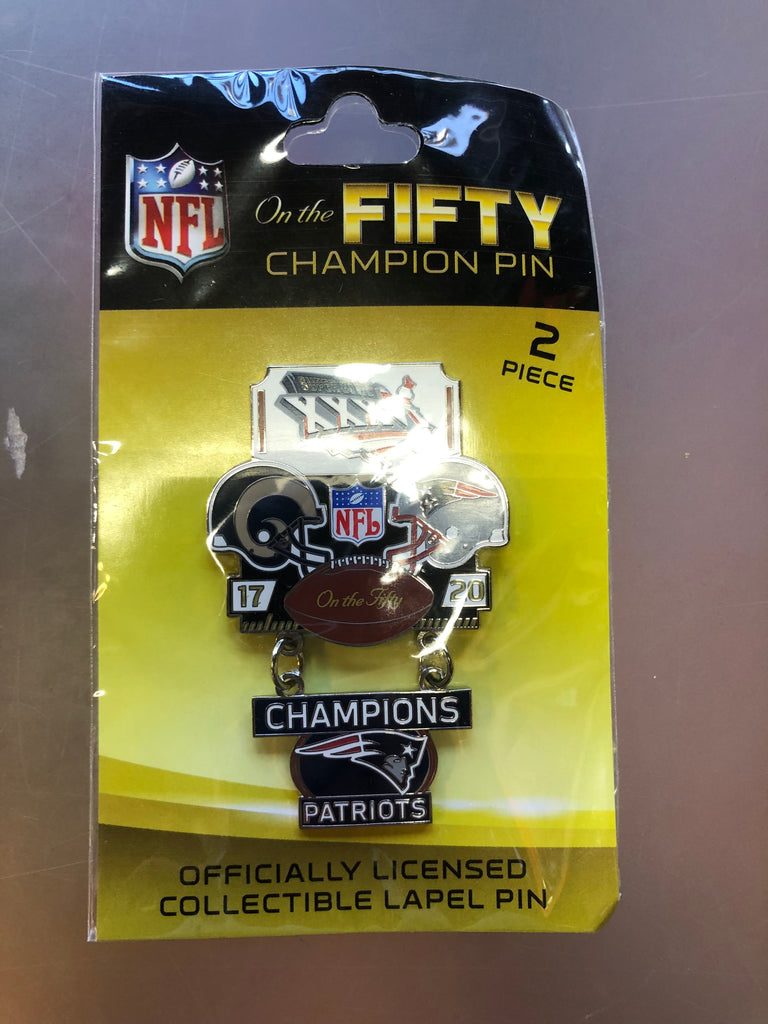 NFL
On the FIFTY
CHAMPION PIN
2
PIECE
NFL
17
20
On the Fifty
CHAMPIONS
PATRIOTS
OFFICIALLY LICENSED
COLLECTIBLE LAPEL PIN